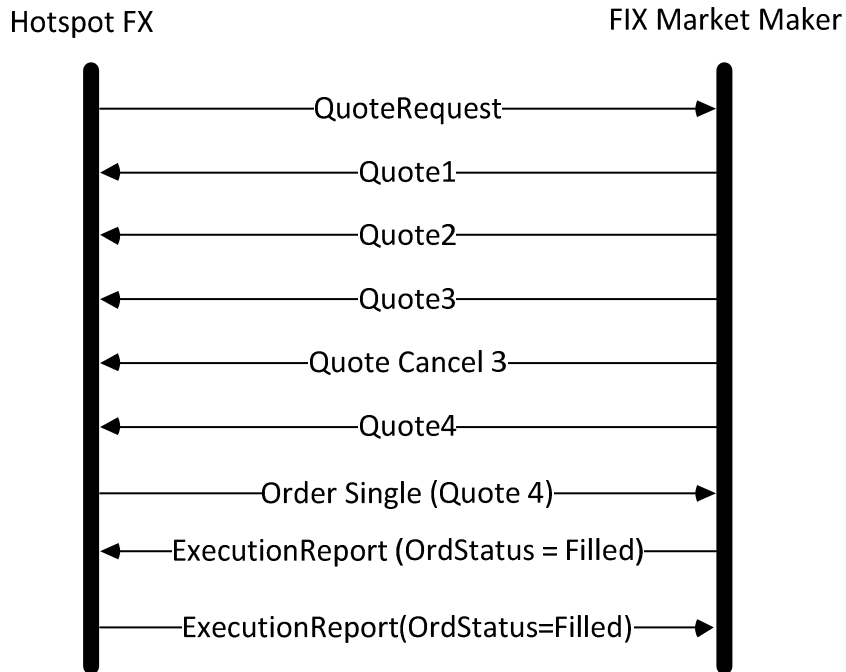 Hotspot FX
FIX Market Maker
QuoteRequest
Quote1
Quote2
Quote3
Quote Cancel 3
Quote4
Order Single (Quote 4)
ExecutionReport (OrdStatus = Filled)
ExecutionReport(OrdStatus=Filled)